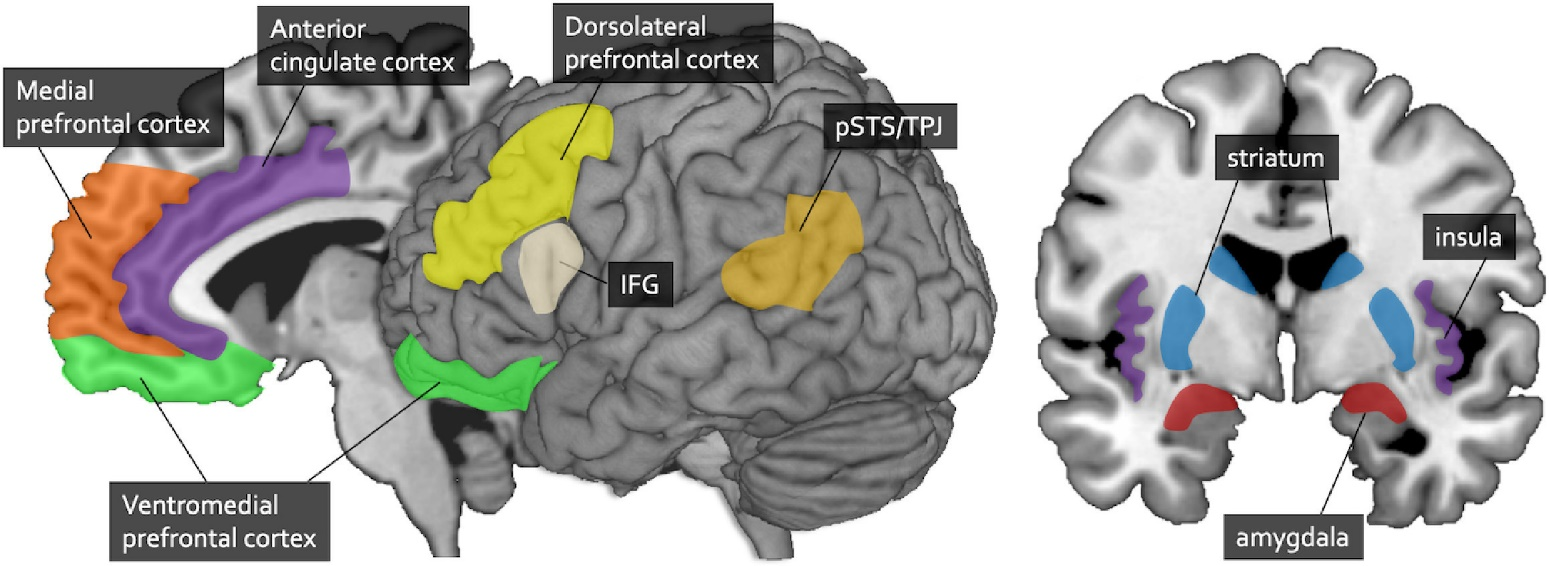 Anterior
cingulate cortex
Dorsolateral
prefrontal cortex
Medial
prefrontal cortex
pSTS/TPJ
striatum
insula
IFG
Ventromedial
prefrontal cortex
amygdala